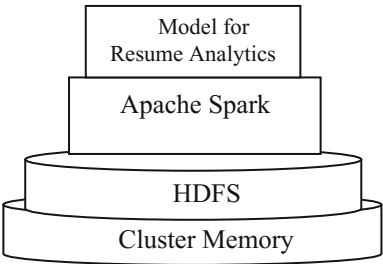 Model for
Resume Analytics
Apache Spark
HDFS
Cluster Memory